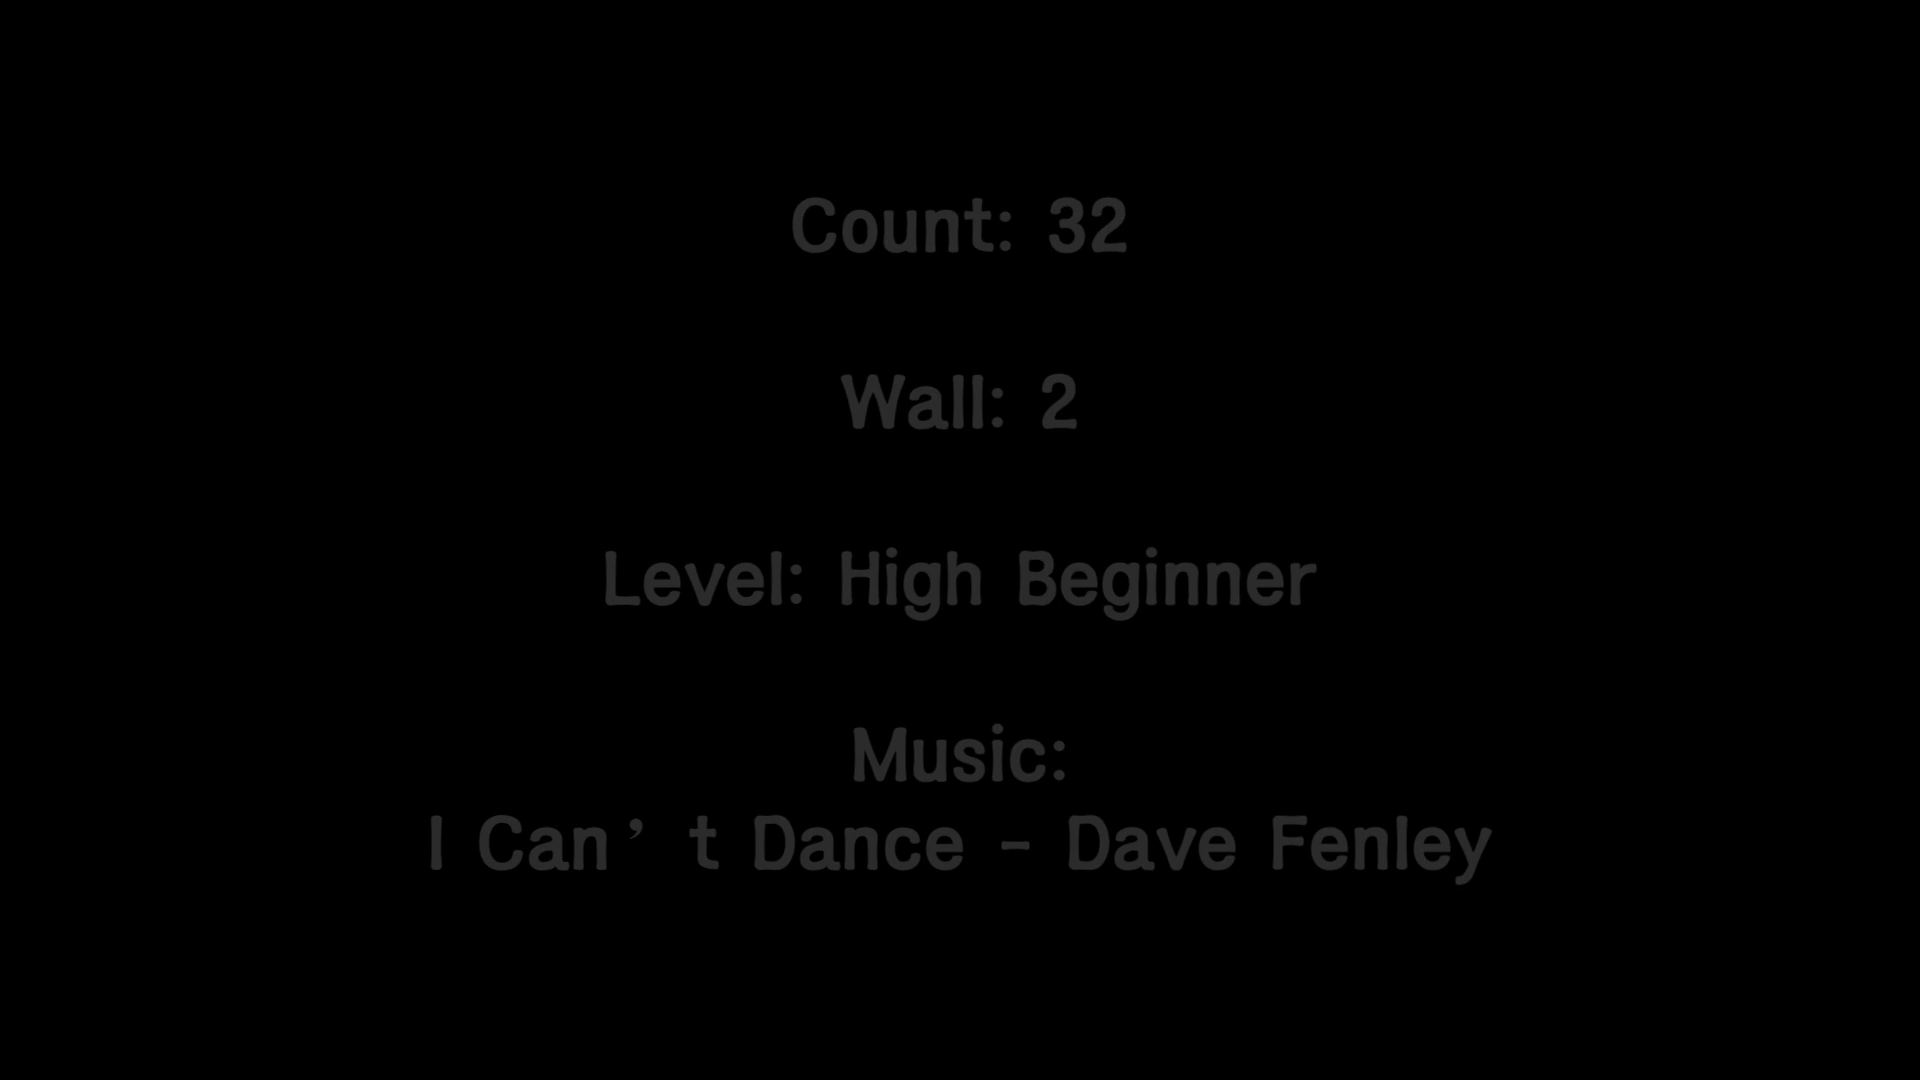 Count: 32
Wall: 2
Level: High Beginner
Music:
I Can’t Dance - Dave Fenley